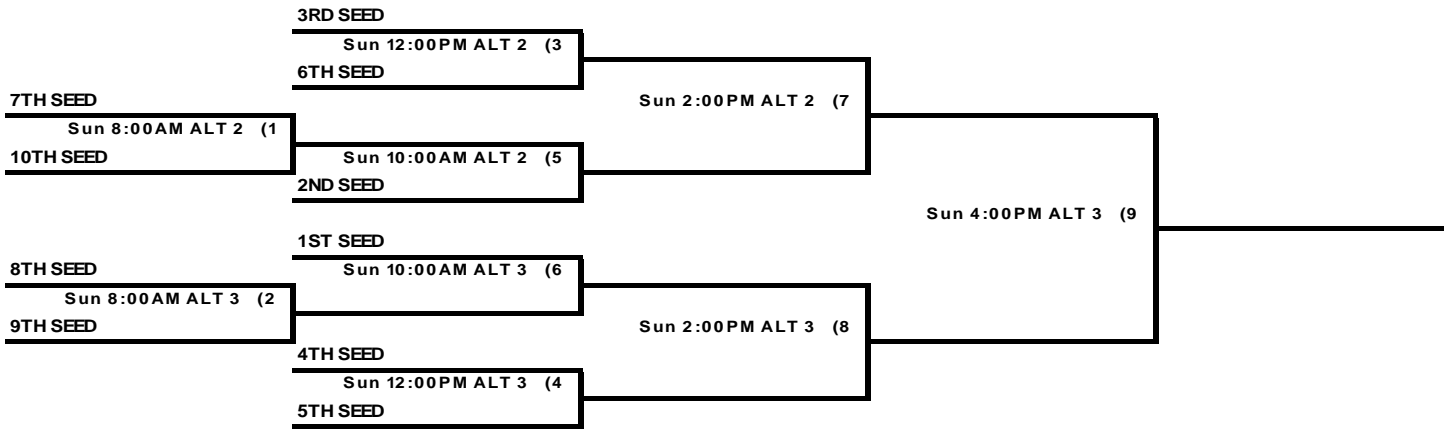 3RD SEED
Sun 12:00PM ALT 2 (3
6TH SEED
7TH SEED
Sun 2:00PM ALT 2 (7
Sun 8:00AM ALT 2 (1
10TH SEED
Sun 10:00AM ALT 2 (5
2ND SEED
Sun 4:00PM ALT 3 (9
1ST SEED
8TH SEED
Sun 10:00AM ALT 3 (6
Sun 8:00AM ALT 3 (2
9TH SEED
Sun 2:00PM ALT 3 (8
4TH SEED
Sun 12:00PM ALT 3 (4
5TH SEED